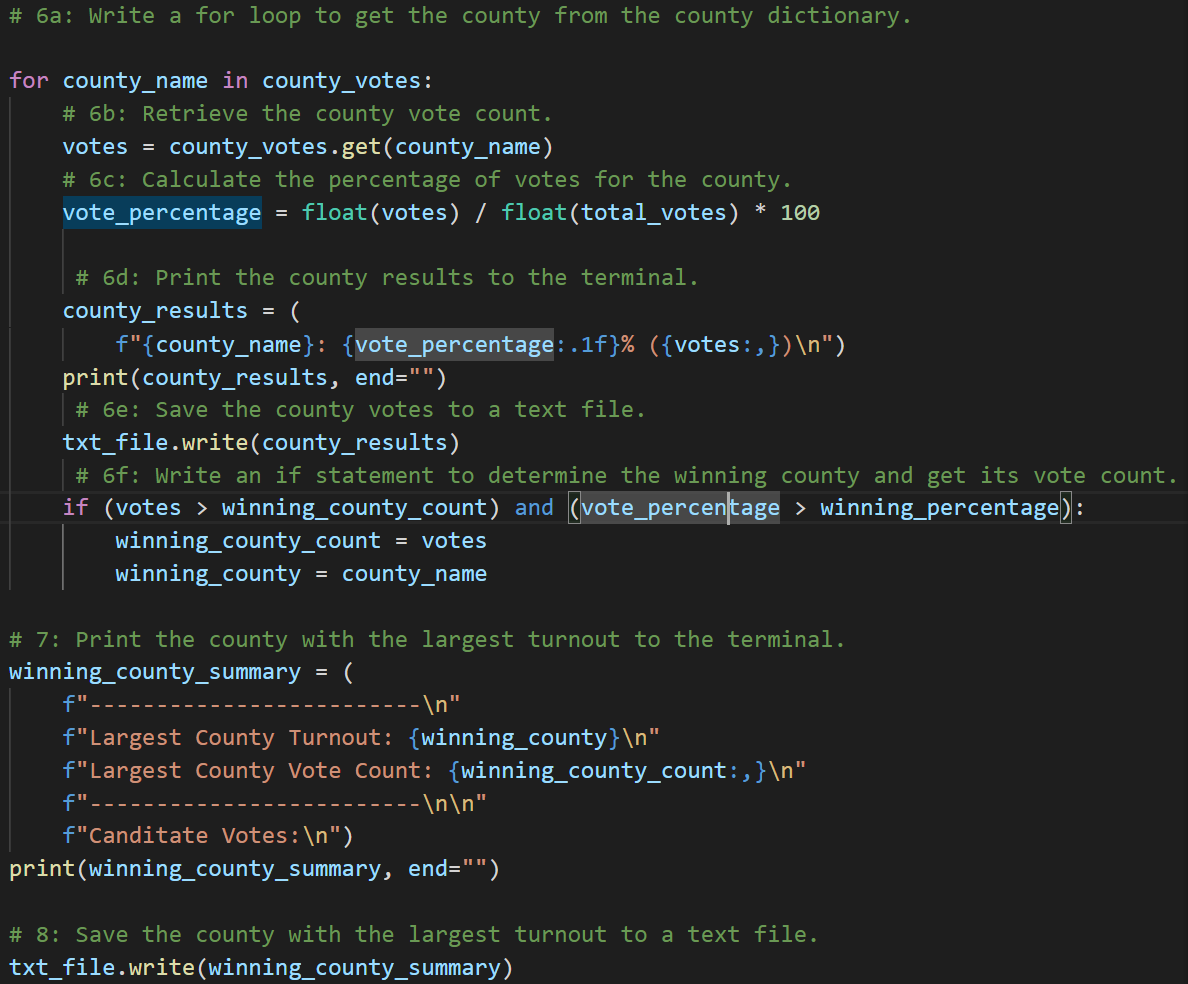 # 6a: Write a for loop to get the county from the county dictionary.
for county_name in county_votes:
# 6b: Retrieve the county vote count.
votes = county_votes.get(county_name)
# 6c: Calculate the percentage of votes for the county.
vote_percentage = float(votes) / float(total_votes) * 100
# 6d: Print the county results to the terminal.
county_results = (
f"{county_name}: {vote_percentage:.1f}% ({votes:,})\n")
print(county_results, end="")
# 6e: Save the county votes to a text file.
txt_file.write(county_results)
# 6f: Write an if statement to determine the winning county and get its vote count.
if (votes > winning_county_count) and (vote_percentage > winning_percentage):
winning_county_count = votes
winning_county = county_name
# 7: Print the county with the largest turnout to the terminal.
winning_county_summary = (
f"-------------------------\n"
f"Largest County Turnout: {winning_county}\n"
f"Largest County Vote Count: {winning_county_count:,}\n"
f"-------------------------\n\n"
f"Canditate Votes:\n")
print(winning_county_summary, end="")
# 8: Save the county with the largest turnout to a text file.
txt_file.write(winning_county_summary)